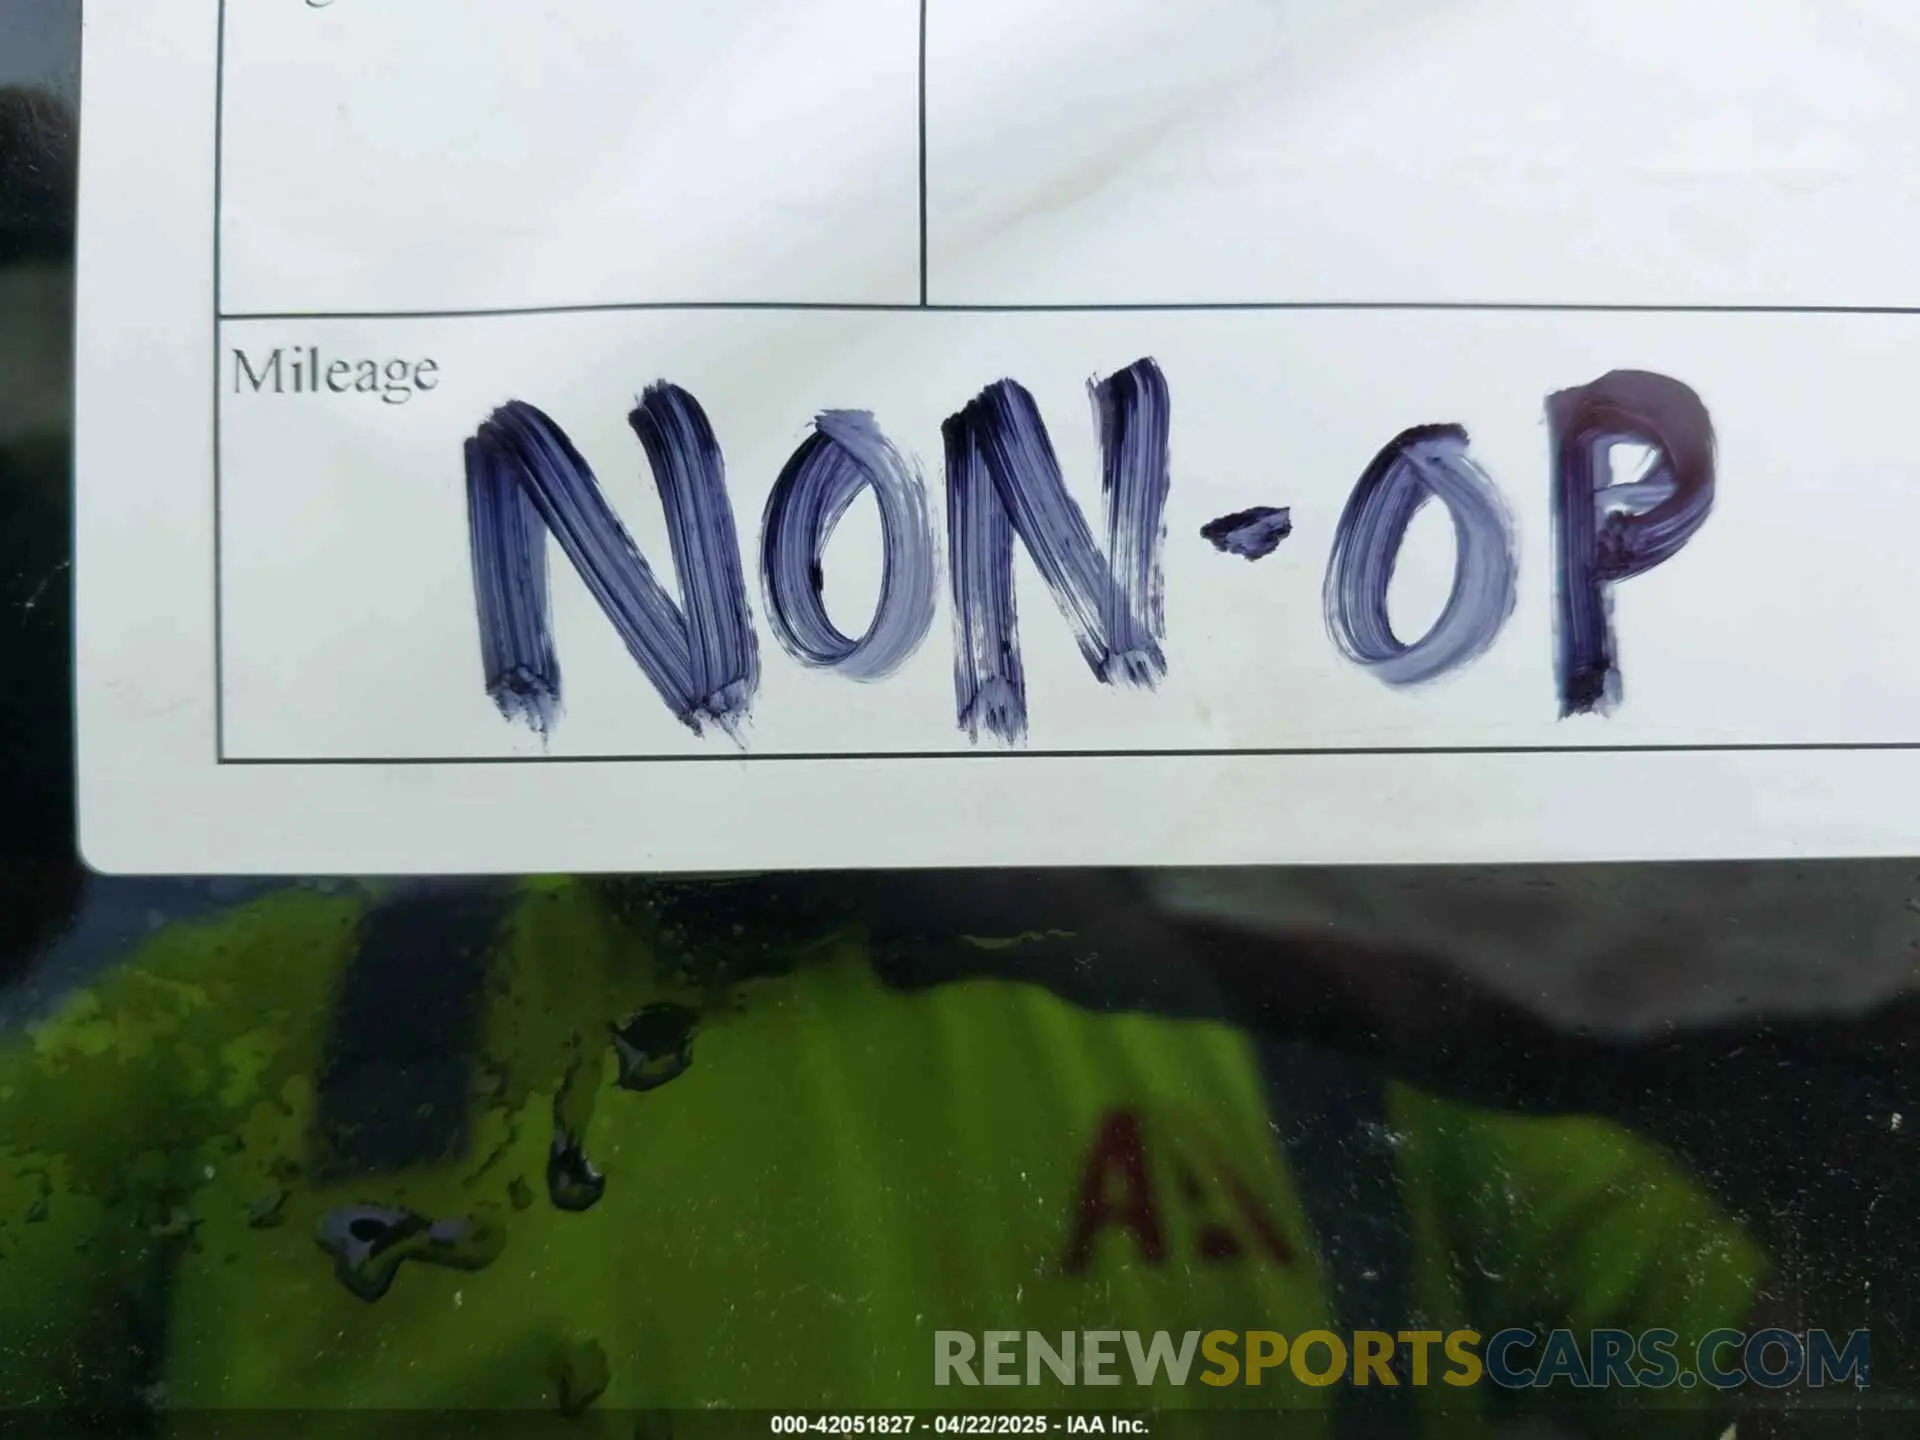 Mileage
NON-OP
RENEWSPORTSCARS.COM
000-42051827 - 04/22/2025 - IAA Inc.